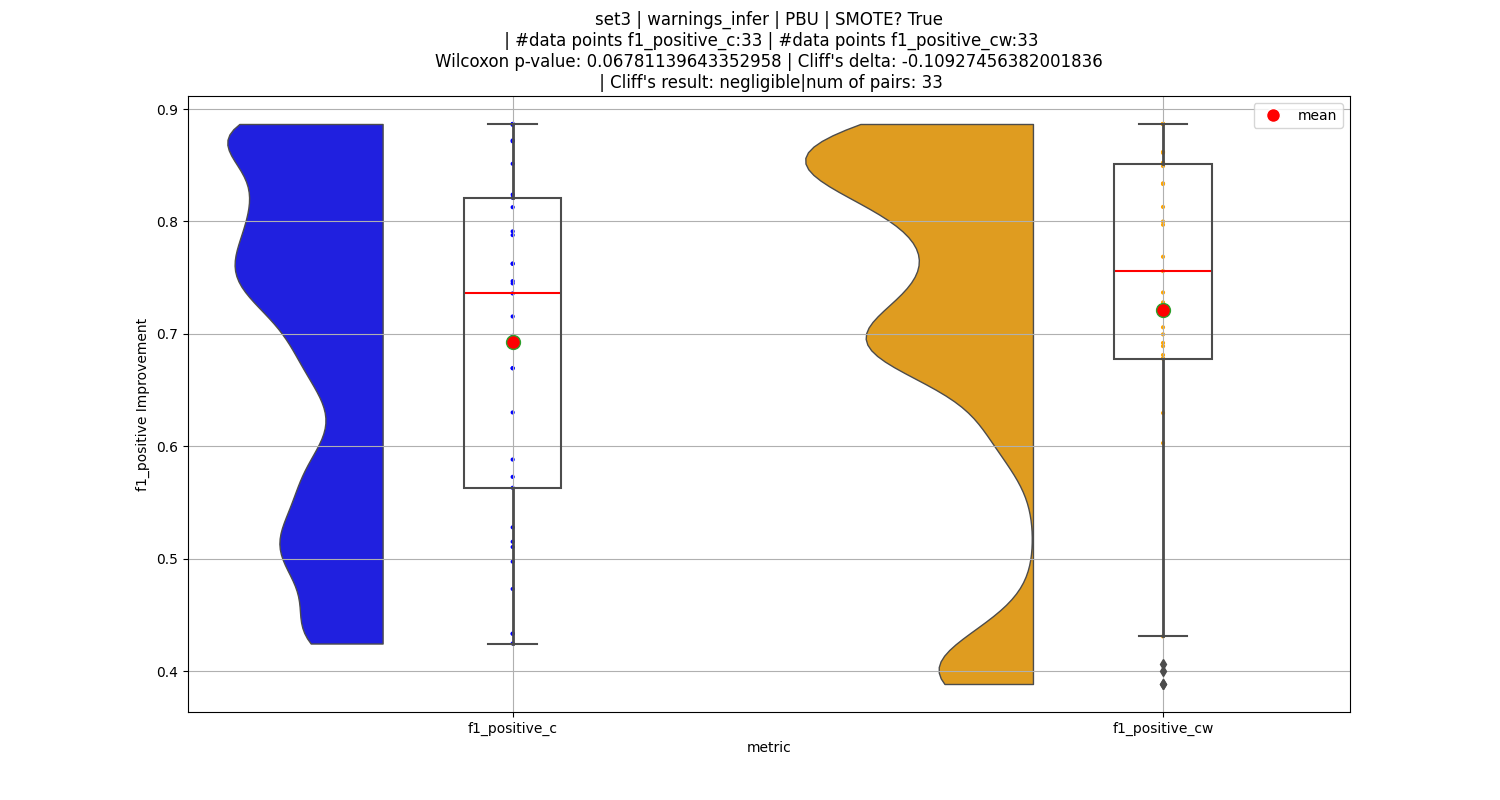 set3 | warnings_infer | PBU | SMOTE? True
| #data points f1_positive_c:33 | #data points f1_positive_cw:33
Wilcoxon p-value: 0.06781139643352958 | Cliff's delta: -0.10927456382001836
| Cliff's result: negligible|num of pairs: 33
mean
0.9
0.8
0.7
0.6
0.5
0.4
f1_positive Improvement
f1_positive_c
f1_positive_cw
metric